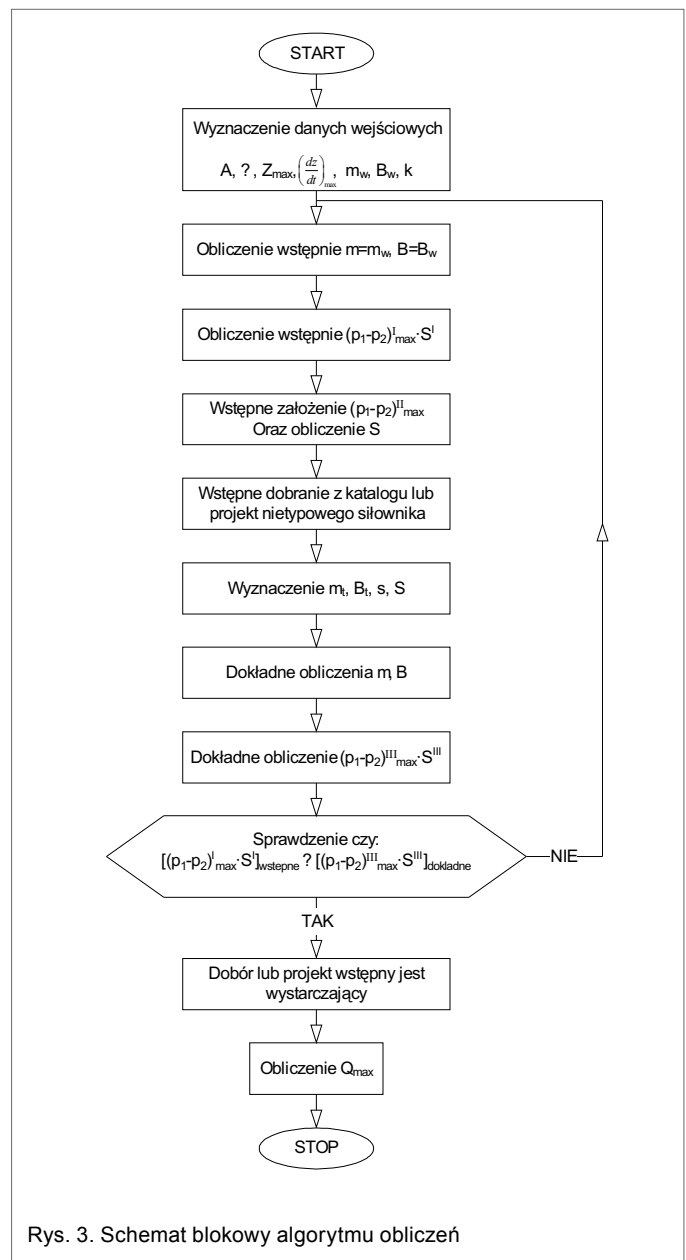 START
Wyznaczenie danych wejściowych
A, ?, Z_max, (dz/dt)_max, m_w, B_w, k
Obliczenie wstępnie m=m_w, B=B_w
Obliczenie wstępnie (p_1-p_2)^I_max·S^I
Wstępne założenie (p_1-p_2)^II_max
Oraz obliczenie S
Wstępne dobranie z katalogu lub
projekt nietypowego siłownika
Wyznaczenie m_t, B_t, s, S
Dokładne obliczenia m, B
Dokładne obliczenie (p_1-p_2)^III_max·S^III
Sprawdzenie czy:
[(p_1-p_2)^I_max·S^I]_wstepne ? [(p_1-p_2)^III_max·S^III]_dokladne
NIE
TAK
Dobór lub projekt wstępny jest
wystarczający
Obliczenie Q_max
STOP
Rys. 3. Schemat blokowy algorytmu obliczeń